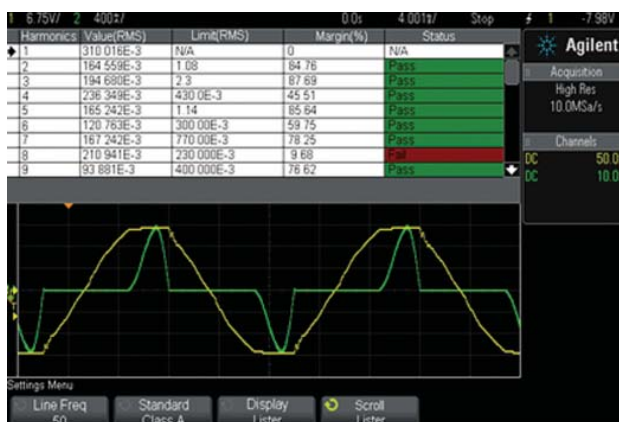 1 6.75V/ 2 400⅟/ 0.0s 4.001⅟/ Stop 1 -7.98V
Harmonics Value(RMS) Limit(RMS) Margin(%) Status
1 310 016E-3 N/A 0 N/A
2 164 559E-3 1.08 84 76 Pass
3 194 680E-3 2 3 87 69 Pass
4 236 349E-3 430 0E-3 45 51 Pass
5 165 242E-3 1.14 85 64 Pass
6 120 763E-3 300 00E-3 59 75 Pass
7 167 242E-3 770 00E-3 78 25 Pass
8 210 941E-3 230 000E-3 9 68 Fail
9 93 881E-3 400 000E-3 76 62 Pass
Agilent
Acquisition
High Res
10.0MSa/s
Channels
DC 50.0
DC 10.0
Settings Menu
Line Freq
50
Standard
Class A
Display
Lister
Scroll
Lister